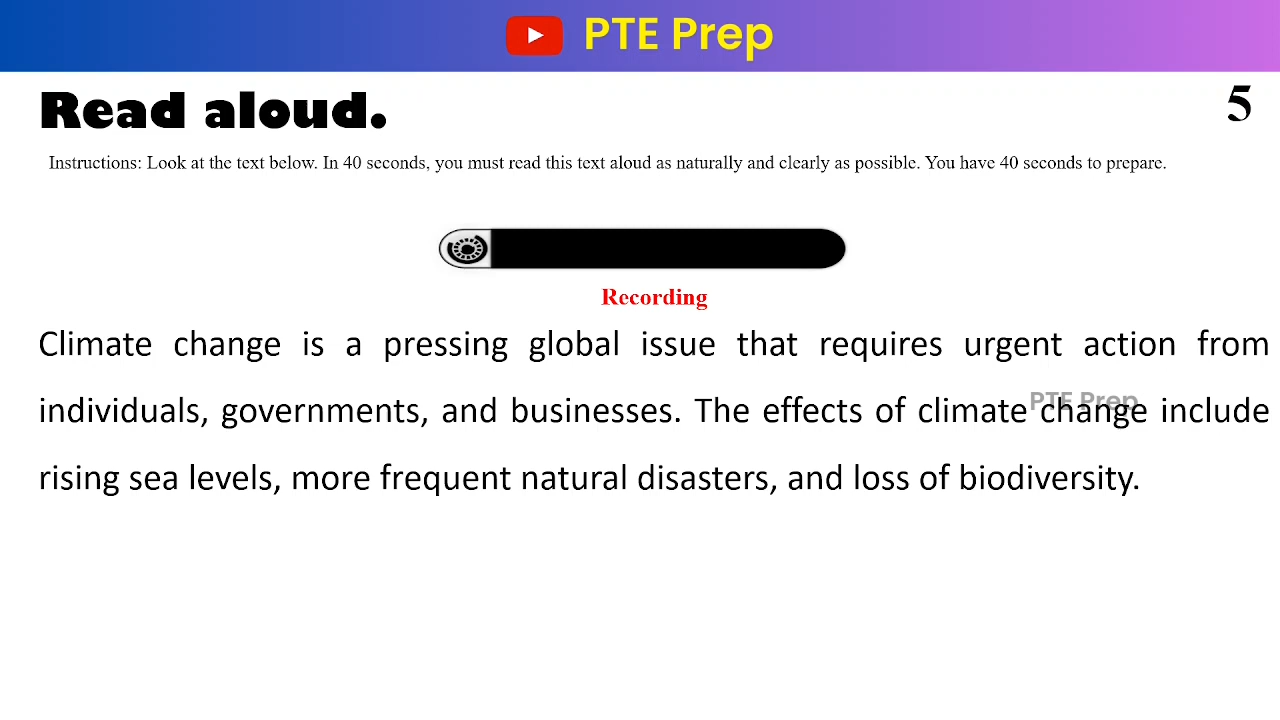 PTE Prep
Read aloud.
5
Instructions: Look at the text below. In 40 seconds, you must read this text aloud as naturally and clearly as possible. You have 40 seconds to prepare.
Recording
Climate change is a pressing global issue that requires urgent action from
individuals, governments, and businesses. The effects of climate change include
PTE Prep
rising sea levels, more frequent natural disasters, and loss of biodiversity.